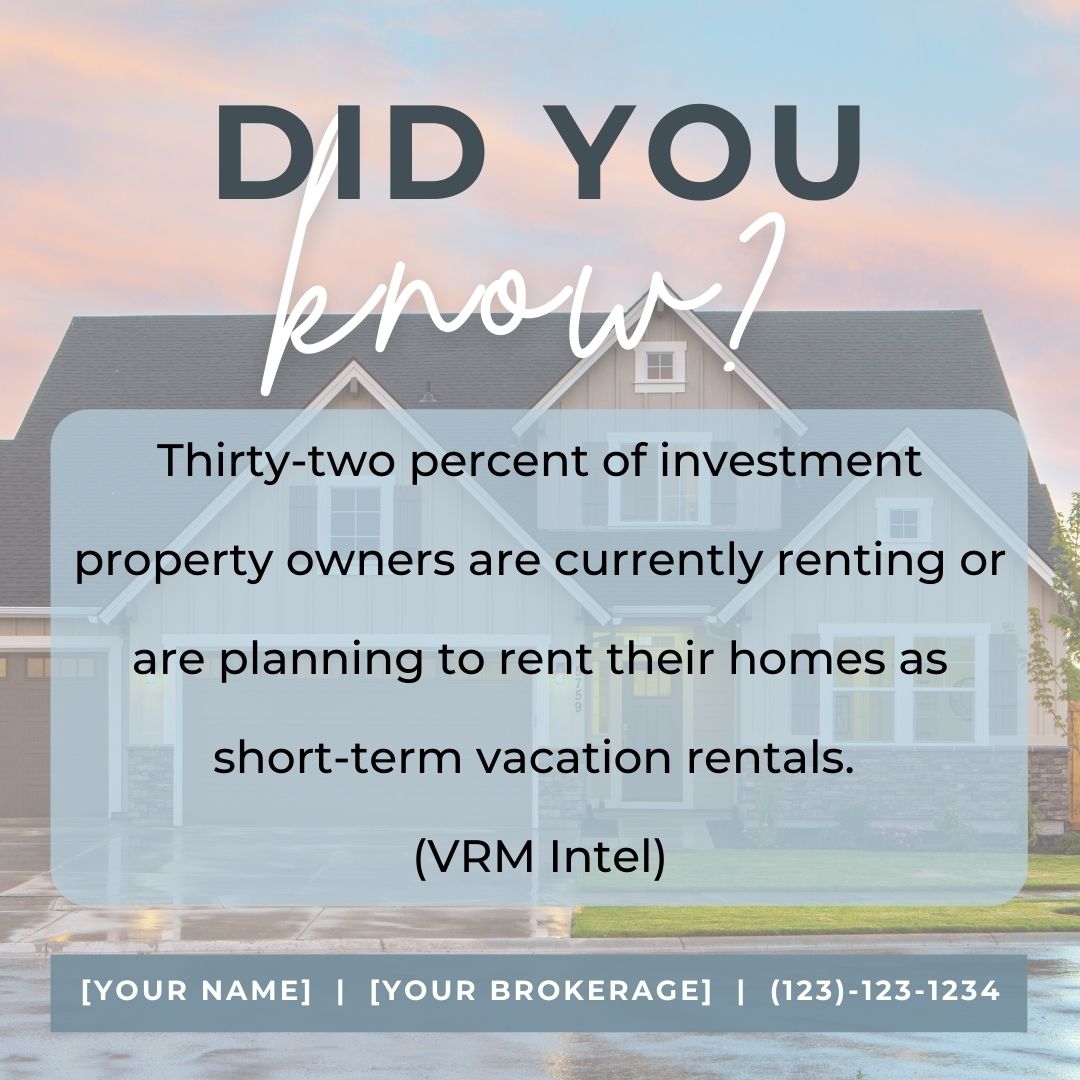 DID YOU
know?
Thirty-two percent of investment
property owners are currently renting or
are planning to rent their homes as
short-term vacation rentals.
(VRM Intel)
759
[YOUR NAME] | [YOUR BROKERAGE] | (123)-123-1234